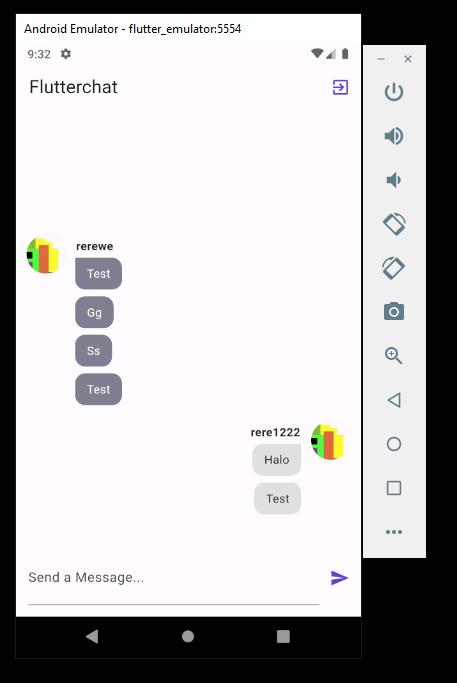 Android Emulator - flutter_emulator:5554
9:32
Flutterchat
rerewe
Test
Gg
Ss
Test
rere1222
Halo
Test
Send a Message...